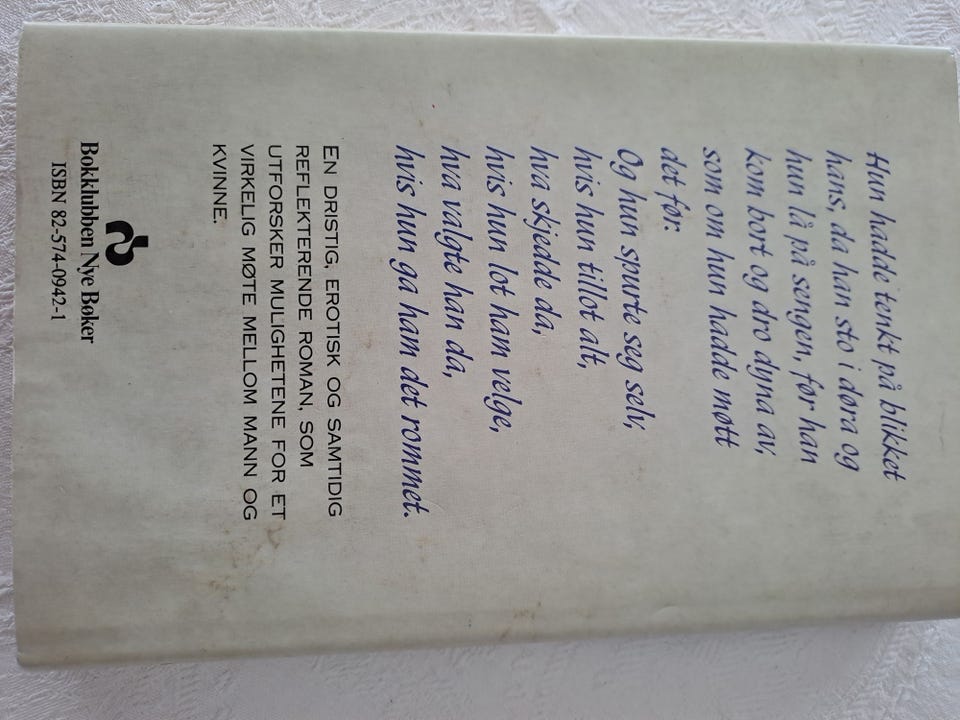 Hun hadde tenkt på blikket
hans, da han sto i døra og
hun lå på sengen, før han
kom bort og dro dyna av,
som om hun hadde møtt
det før.
Og hun spurte seg selv,
hvis hun tillot alt,
hva skjedde da,
hvis hun lot ham velge,
hva valgte han da,
hvis hun ga ham det rommet.
EN DRISTIG, EROTISK OG SAMTIDIG
REFLEKTERENDE ROMAN, SOM
UTFORSKER MULIGHETENE FOR ET
VIRKELIG MØTE MELLOM MANN OG
KVINNE.
Bokklubben Nye Bøker
ISBN 82-574-0942-1